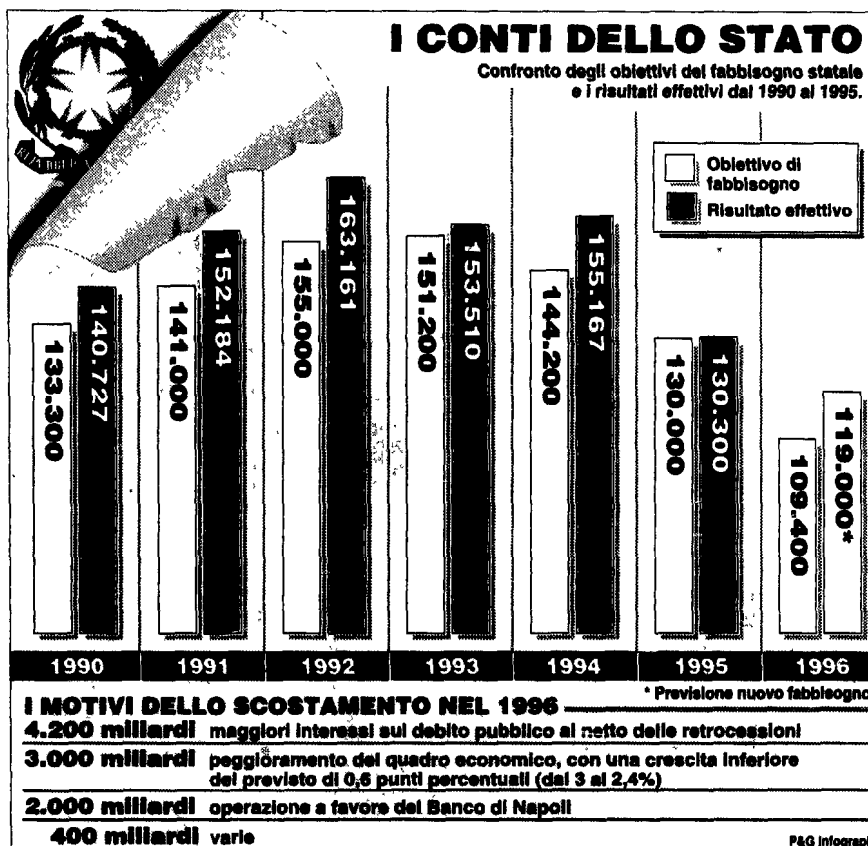 I CONTI DELLO STATO
Confronto degli obiettivi del fabbisogno statale
e i risultati effettivi dal 1990 al 1995.
Obiettivo di
fabbisogno
Risultato effettivo
133.300
140.727
141.000
152.184
155.000
163.161
151.200
153.510
144.200
155.167
130.000
130.300
109.400
119.000*
1990 1991 1992 1993 1994 1995 1996
* Previsione nuovo fabbisogno
I MOTIVI DELLO SCOSTAMENTO NEL 1996
4.200 miliardi maggiori interessi sul debito pubblico al netto delle retrocessioni
3.000 miliardi peggioramento del quadro economico, con una crescita inferiore
del previsto di 0,6 punti percentuali (dal 3 al 2,4%)
2.000 miliardi operazione a favore del Banco di Napoli
400 miliardi varie
P&G Infograph